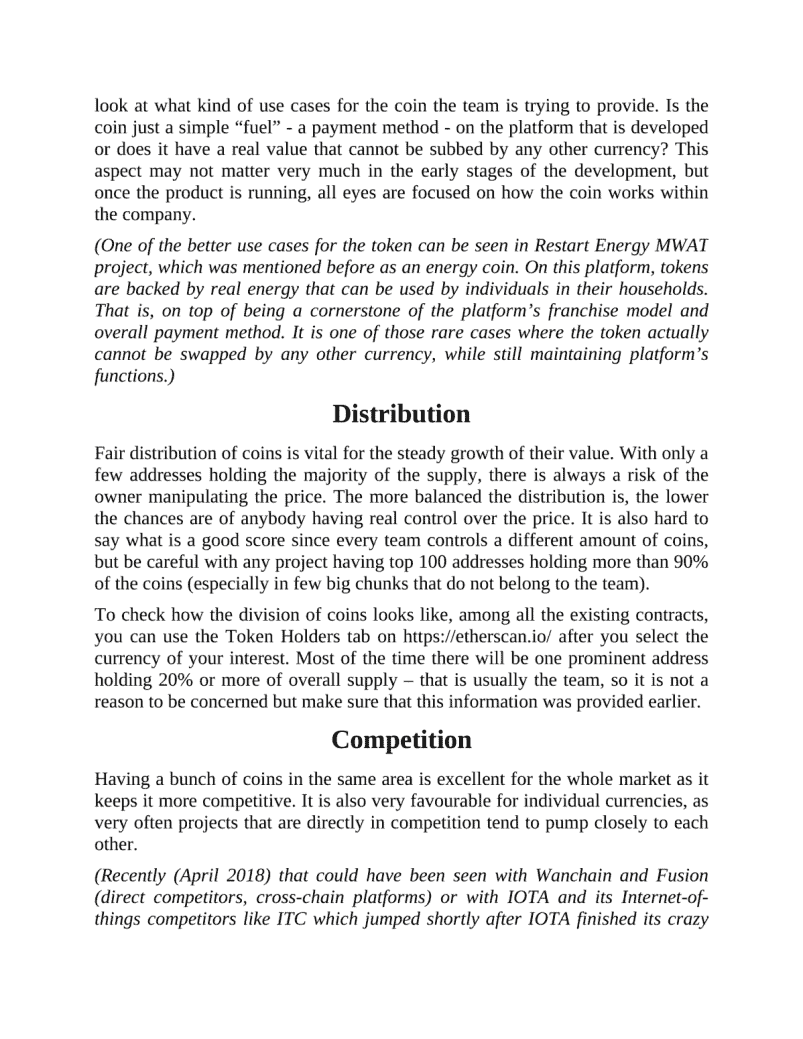 look at what kind of use cases for the coin the team is trying to provide. Is the
coin just a simple “fuel” - a payment method - on the platform that is developed
or does it have a real value that cannot be subbed by any other currency? This
aspect may not matter very much in the early stages of the development, but
once the product is running, all eyes are focused on how the coin works within
the company.
(One of the better use cases for the token can be seen in Restart Energy MWAT
project, which was mentioned before as an energy coin. On this platform, tokens
are backed by real energy that can be used by individuals in their households.
That is, on top of being a cornerstone of the platform’s franchise model and
overall payment method. It is one of those rare cases where the token actually
cannot be swapped by any other currency, while still maintaining platform’s
functions.)
Distribution
Fair distribution of coins is vital for the steady growth of their value. With only a
few addresses holding the majority of the supply, there is always a risk of the
owner manipulating the price. The more balanced the distribution is, the lower
the chances are of anybody having real control over the price. It is also hard to
say what is a good score since every team controls a different amount of coins,
but be careful with any project having top 100 addresses holding more than 90%
of the coins (especially in few big chunks that do not belong to the team).
To check how the division of coins looks like, among all the existing contracts,
you can use the Token Holders tab on https://etherscan.io/ after you select the
currency of your interest. Most of the time there will be one prominent address
holding 20% or more of overall supply – that is usually the team, so it is not a
reason to be concerned but make sure that this information was provided earlier.
Competition
Having a bunch of coins in the same area is excellent for the whole market as it
keeps it more competitive. It is also very favourable for individual currencies, as
very often projects that are directly in competition tend to pump closely to each
other.
(Recently (April 2018) that could have been seen with Wanchain and Fusion
(direct competitors, cross-chain platforms) or with IOTA and its Internet-of-
things competitors like ITC which jumped shortly after IOTA finished its crazy